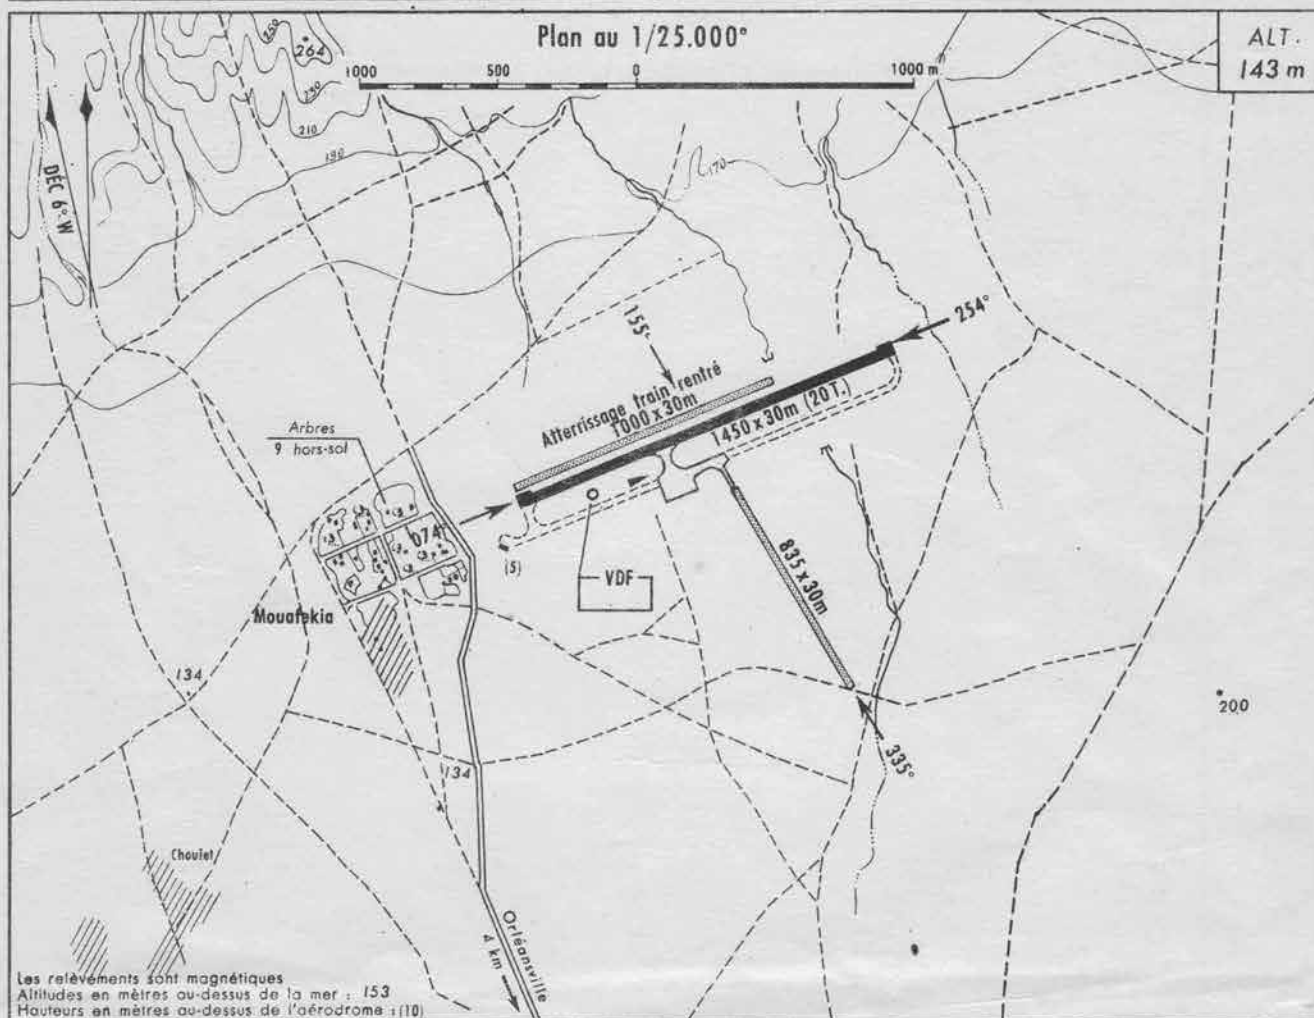 Plan au 1/25.000°
ALT.
143 m
1000 500 0 1000 m
250
264
230
210
190
170
DÉC 6° W
155°
254°
Atterrissage train rentré
1000 x 30m
1450 x 30m (20 T.)
Arbres
9 hors-sol
074°
(5)
VDF
835 x 30m
Mouafekia
134
200
335°
134
Chouiet
Orléansville
4 km
Les relèvements sont magnétiques
Altitudes en mètres au-dessus de la mer : 153
Hauteurs en mètres au-dessus de l'aérodrome : (10)